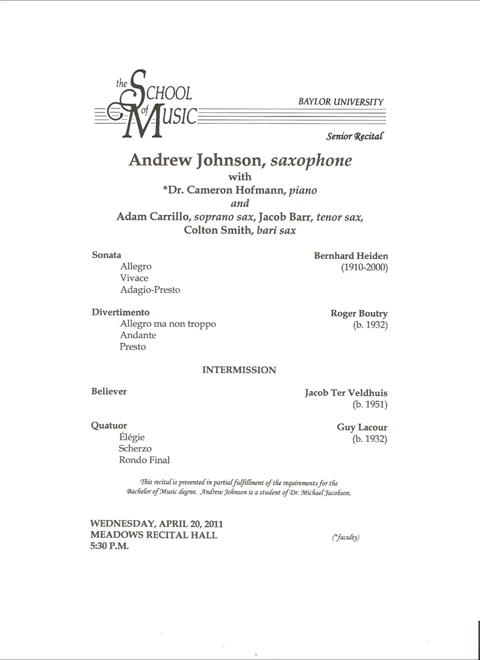 the SCHOOL
of MUSIC
BAYLOR UNIVERSITY
Senior Recital
Andrew Johnson, saxophone
with
*Dr. Cameron Hofmann, piano
and
Adam Carrillo, soprano sax, Jacob Barr, tenor sax,
Colton Smith, bari sax
Sonata Bernhard Heiden
Allegro (1910-2000)
Vivace
Adagio-Presto
Divertimento Roger Boutry
Allegro ma non troppo (b. 1932)
Andante
Presto
INTERMISSION
Believer Jacob Ter Veldhuis
(b. 1951)
Quatuor Guy Lacour
Élégie (b. 1932)
Scherzo
Rondo Final
This recital is presented in partial fulfillment of the requirements for the
Bachelor of Music degree. Andrew Johnson is a student of Dr. Michael Jacobson.
WEDNESDAY, APRIL 20, 2011
MEADOWS RECITAL HALL
5:30 P.M.
(*faculty)